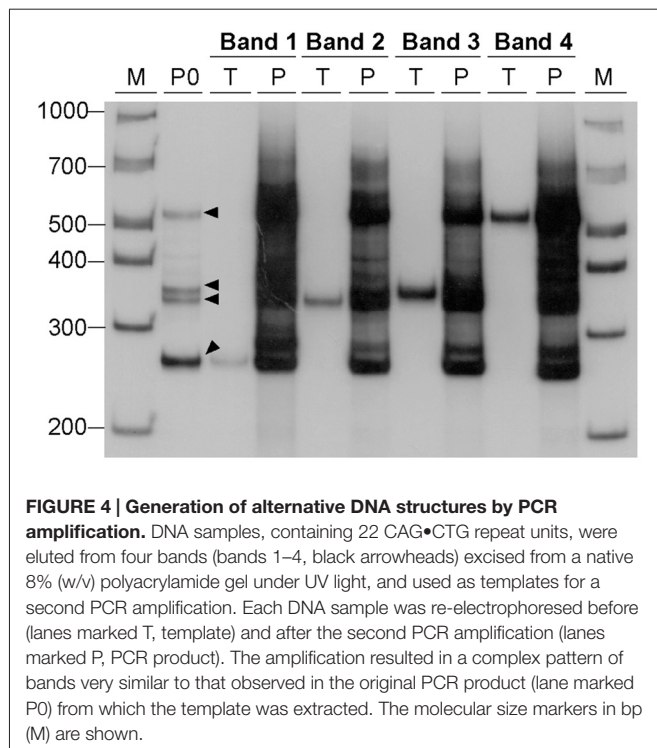 Band 1 Band 2 Band 3 Band 4
M P0 T P T P T P T P M
1000
700
500
400
300
200
FIGURE 4 | Generation of alternative DNA structures by PCR
amplification. DNA samples, containing 22 CAG•CTG repeat units, were
eluted from four bands (bands 1–4, black arrowheads) excised from a native
8% (w/v) polyacrylamide gel under UV light, and used as templates for a
second PCR amplification. Each DNA sample was re-electrophoresed before
(lanes marked T, template) and after the second PCR amplification (lanes
marked P, PCR product). The amplification resulted in a complex pattern of
bands very similar to that observed in the original PCR product (lane marked
P0) from which the template was extracted. The molecular size markers in bp
(M) are shown.